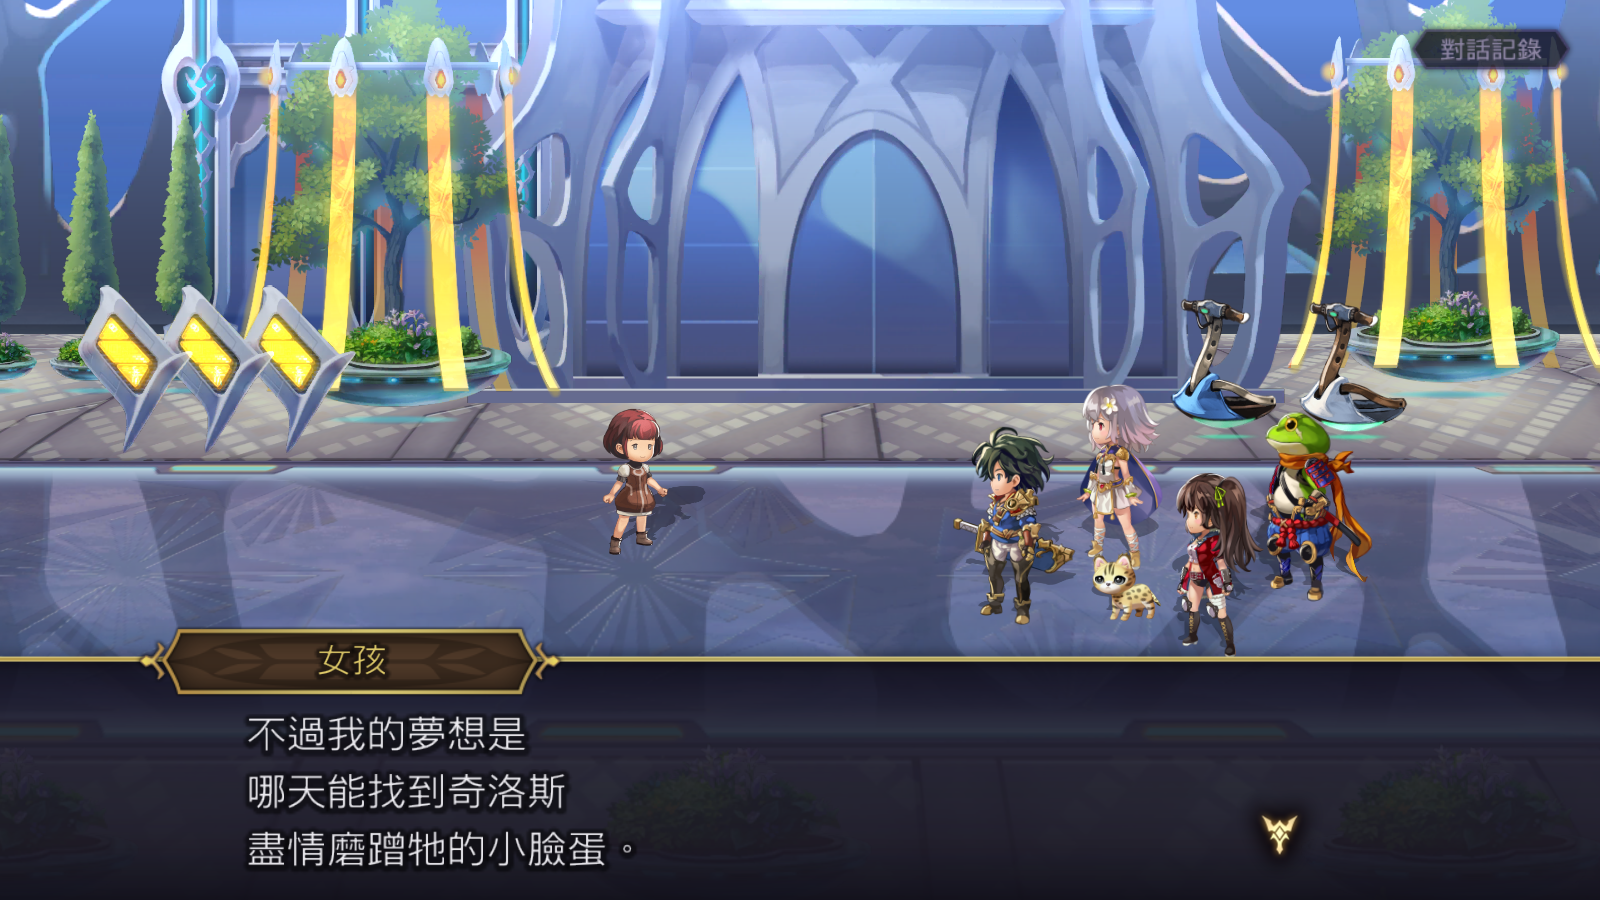 對話記錄
女孩
不過我的夢想是
哪天能找到奇洛斯
盡情磨蹭牠的小臉蛋。